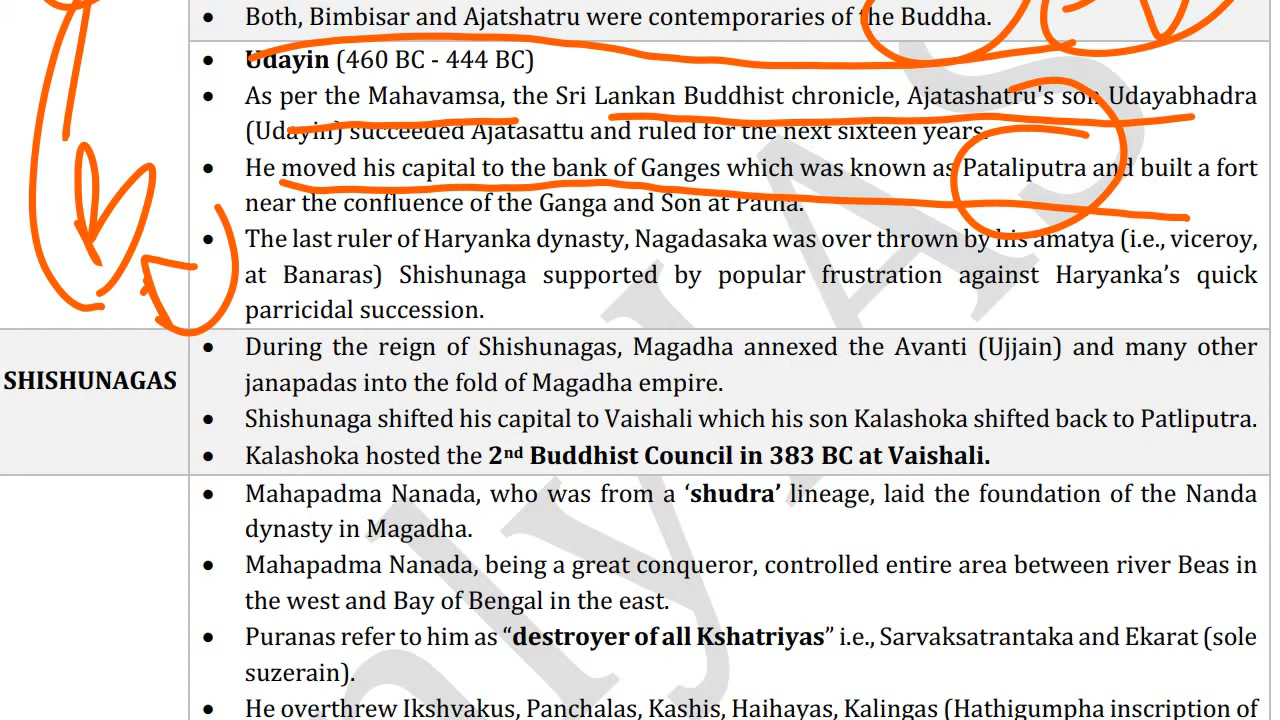 • Both, Bimbisar and Ajatshatru were contemporaries of the Buddha.
• Udayin (460 BC - 444 BC)
• As per the Mahavamsa, the Sri Lankan Buddhist chronicle, Ajatashatru's son Udayabhadra
(Udayin) succeeded Ajatasattu and ruled for the next sixteen years.
• He moved his capital to the bank of Ganges which was known as Pataliputra and built a fort
near the confluence of the Ganga and Son at Patna.
• The last ruler of Haryanka dynasty, Nagadasaka was over thrown by his amatya (i.e., viceroy,
at Banaras) Shishunaga supported by popular frustration against Haryanka’s quick
parricidal succession.
SHISHUNAGAS
• During the reign of Shishunagas, Magadha annexed the Avanti (Ujjain) and many other
janapadas into the fold of Magadha empire.
• Shishunaga shifted his capital to Vaishali which his son Kalashoka shifted back to Patliputra.
• Kalashoka hosted the 2nd Buddhist Council in 383 BC at Vaishali.
• Mahapadma Nanada, who was from a ‘shudra’ lineage, laid the foundation of the Nanda
dynasty in Magadha.
• Mahapadma Nanada, being a great conqueror, controlled entire area between river Beas in
the west and Bay of Bengal in the east.
• Puranas refer to him as “destroyer of all Kshatriyas” i.e., Sarvaksatrantaka and Ekarat (sole
suzerain).
• He overthrew Ikshvakus, Panchalas, Kashis, Haihayas, Kalingas (Hathigumpha inscription of